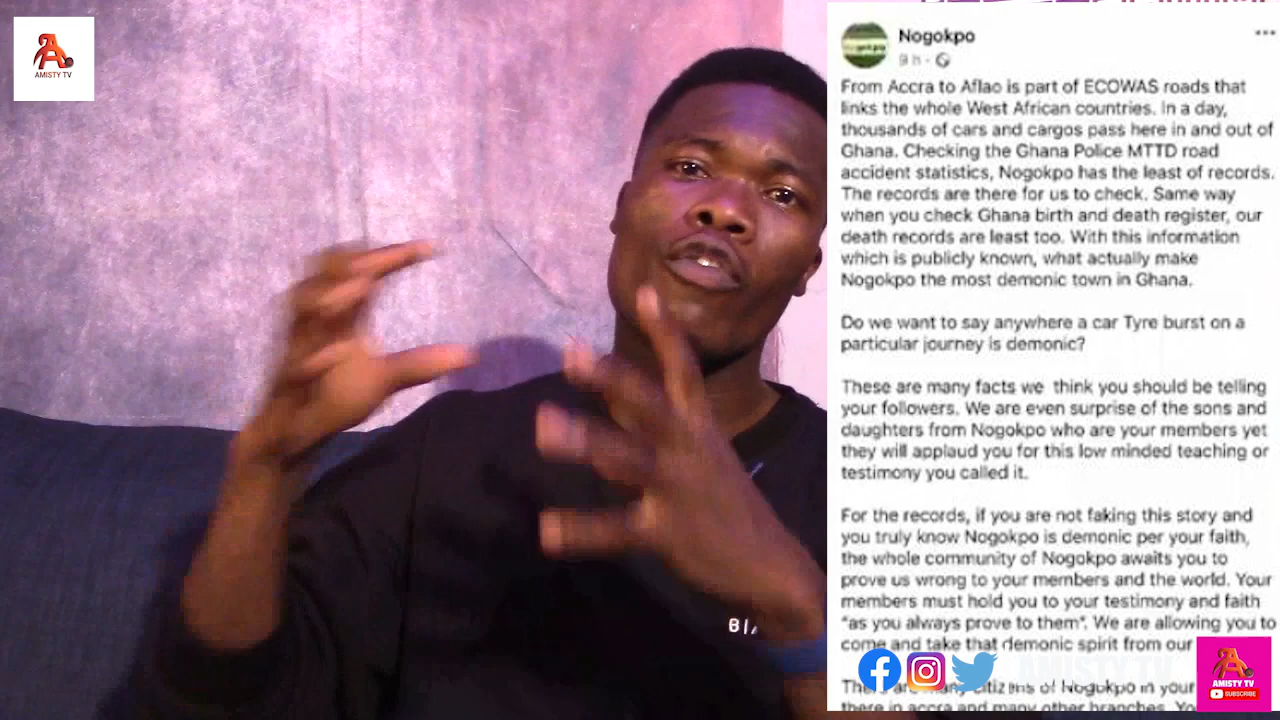 AMISTY TV
Nogokpo
9 h
From Accra to Aflao is part of ECOWAS roads that
links the whole West African countries. In a day,
thousands of cars and cargos pass here in and out of
Ghana. Checking the Ghana Police MTTD road
accident statistics, Nogokpo has the least of records.
The records are there for us to check. Same way
when you check Ghana birth and death register, our
death records are least too. With this information
which is publicly known, what actually make
Nogokpo the most demonic town in Ghana.
Do we want to say anywhere a car Tyre burst on a
particular journey is demonic?
These are many facts we think you should be telling
your followers. We are even surprise of the sons and
daughters from Nogokpo who are your members yet
they will applaud you for this low minded teaching or
testimony you called it.
For the records, if you are not faking this story and
you truly know Nogokpo is demonic per your faith,
the whole community of Nogokpo awaits you to
prove us wrong to your members and the world. Your
members must hold you to your testimony and faith
"as you always prove to them". We are allowing you to
come and take that demonic spirit from our
AMISTY TV
There are many citizens of Nogokpo in your
there in accra and many other branches.
AMISTY TV
SUBSCRIBE